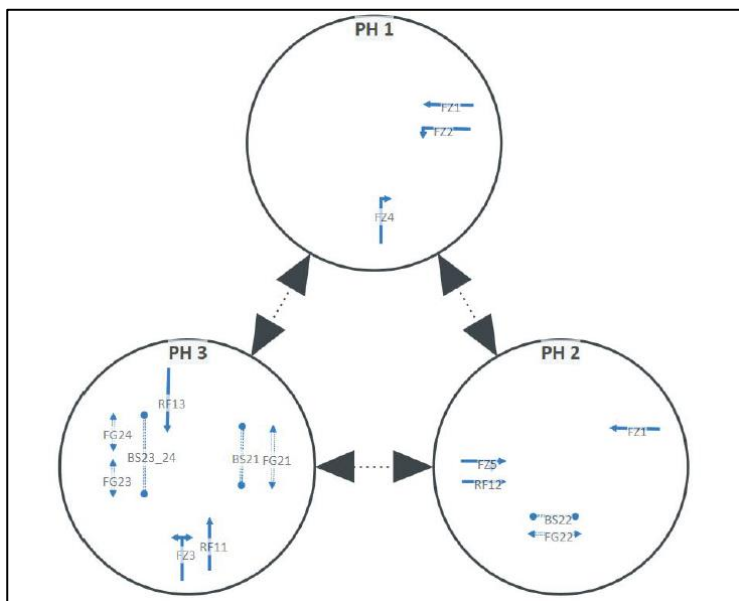 PH 1
FZ1
FZ2
FZ4
PH 3
RF13
FG24
BS23_24
FG23
BS21
FG21
FZ3
RF11
PH 2
FZ1
FZ5
RF12
BS22
FG22